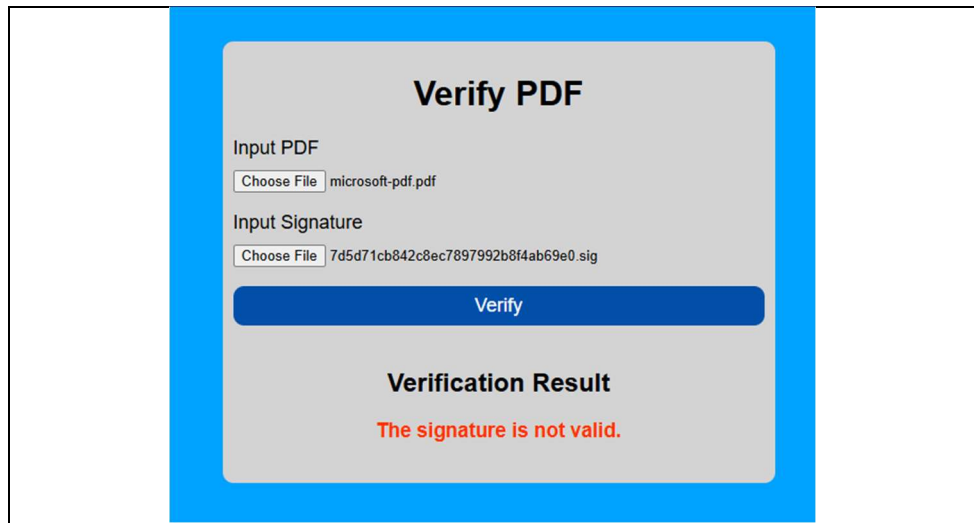 Verify PDF
Input PDF
Choose File microsoft-pdf.pdf
Input Signature
Choose File 7d5d71cb842c8ec7897992b8f4ab69e0.sig
Verify
Verification Result
The signature is not valid.